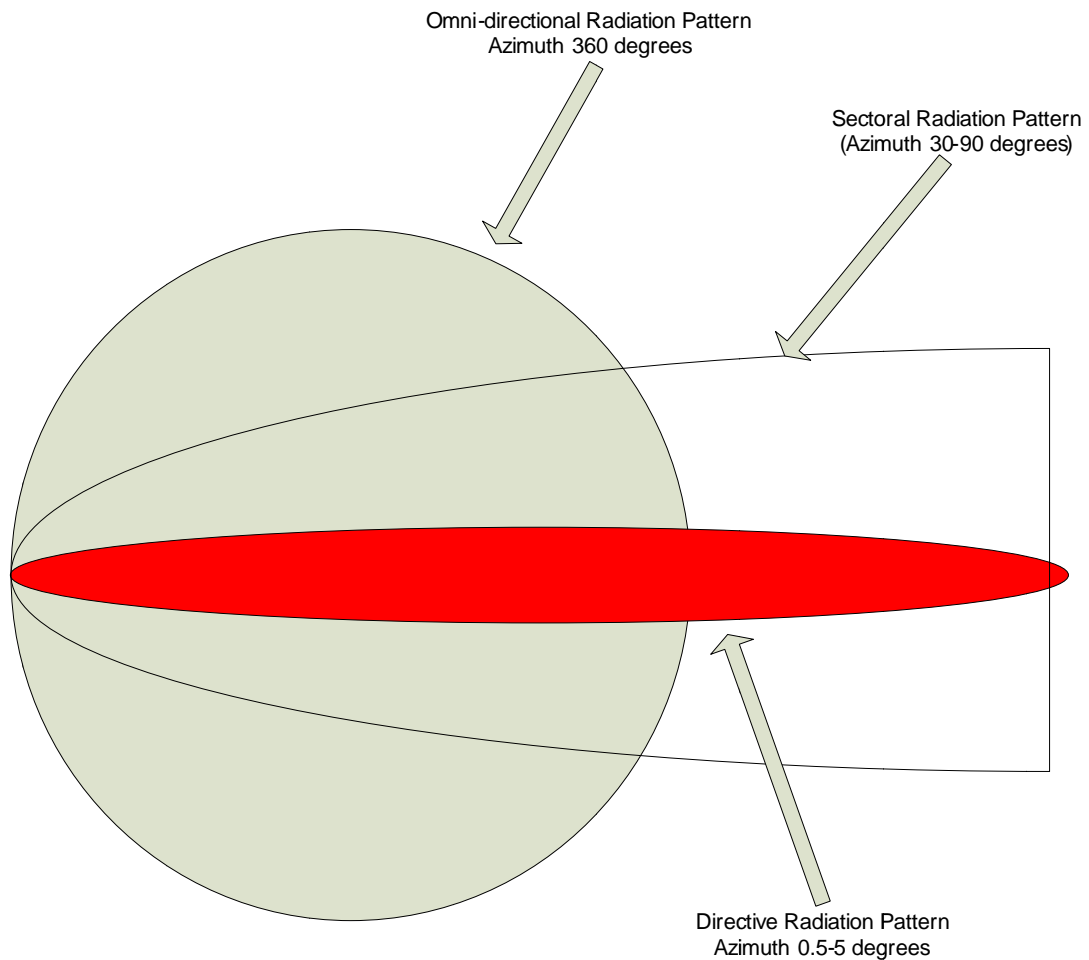 Omni-directional Radiation Pattern
Azimuth 360 degrees
Sectoral Radiation Pattern
(Azimuth 30-90 degrees)
Directive Radiation Pattern
Azimuth 0.5-5 degrees